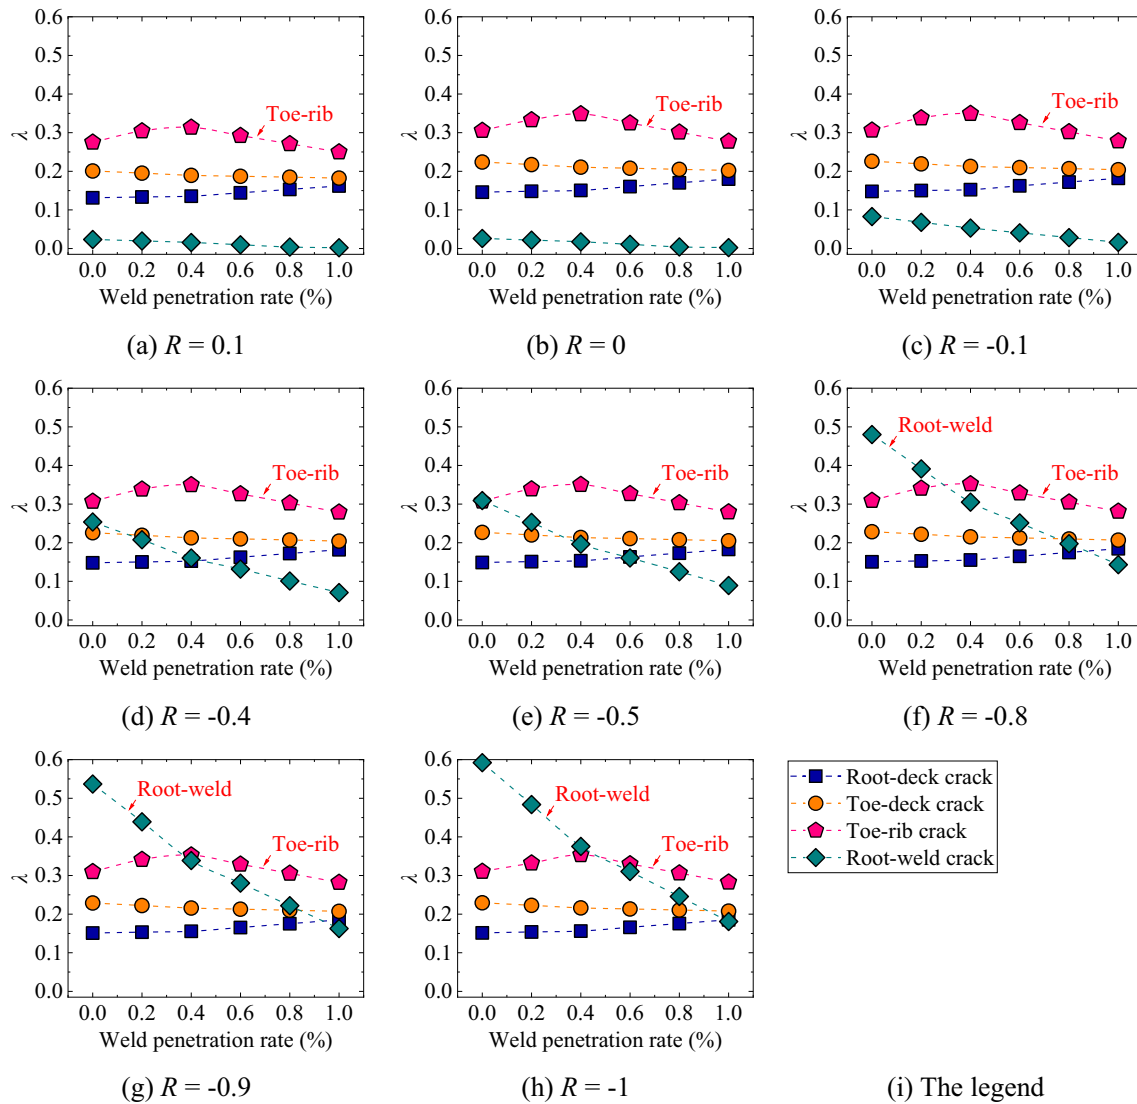 0.6 0.5 0.4 0.3 0.2 0.1 0.0
λ
Toe-rib
0.0 0.2 0.4 0.6 0.8 1.0
Weld penetration rate (%)
(a) R = 0.1
0.6 0.5 0.4 0.3 0.2 0.1 0.0
λ
Toe-rib
0.0 0.2 0.4 0.6 0.8 1.0
Weld penetration rate (%)
(b) R = 0
0.6 0.5 0.4 0.3 0.2 0.1 0.0
λ
Toe-rib
0.0 0.2 0.4 0.6 0.8 1.0
Weld penetration rate (%)
(c) R = -0.1
0.6 0.5 0.4 0.3 0.2 0.1 0.0
λ
Toe-rib
0.0 0.2 0.4 0.6 0.8 1.0
Weld penetration rate (%)
(d) R = -0.4
0.6 0.5 0.4 0.3 0.2 0.1 0.0
λ
Toe-rib
0.0 0.2 0.4 0.6 0.8 1.0
Weld penetration rate (%)
(e) R = -0.5
0.6 0.5 0.4 0.3 0.2 0.1 0.0
λ
Root-weld
Toe-rib
0.0 0.2 0.4 0.6 0.8 1.0
Weld penetration rate (%)
(f) R = -0.8
0.6 0.5 0.4 0.3 0.2 0.1 0.0
λ
Root-weld
Toe-rib
0.0 0.2 0.4 0.6 0.8 1.0
Weld penetration rate (%)
(g) R = -0.9
0.6 0.5 0.4 0.3 0.2 0.1 0.0
λ
Root-weld
Toe-rib
0.0 0.2 0.4 0.6 0.8 1.0
Weld penetration rate (%)
(h) R = -1
Root-deck crack
Toe-deck crack
Toe-rib crack
Root-weld crack
(i) The legend